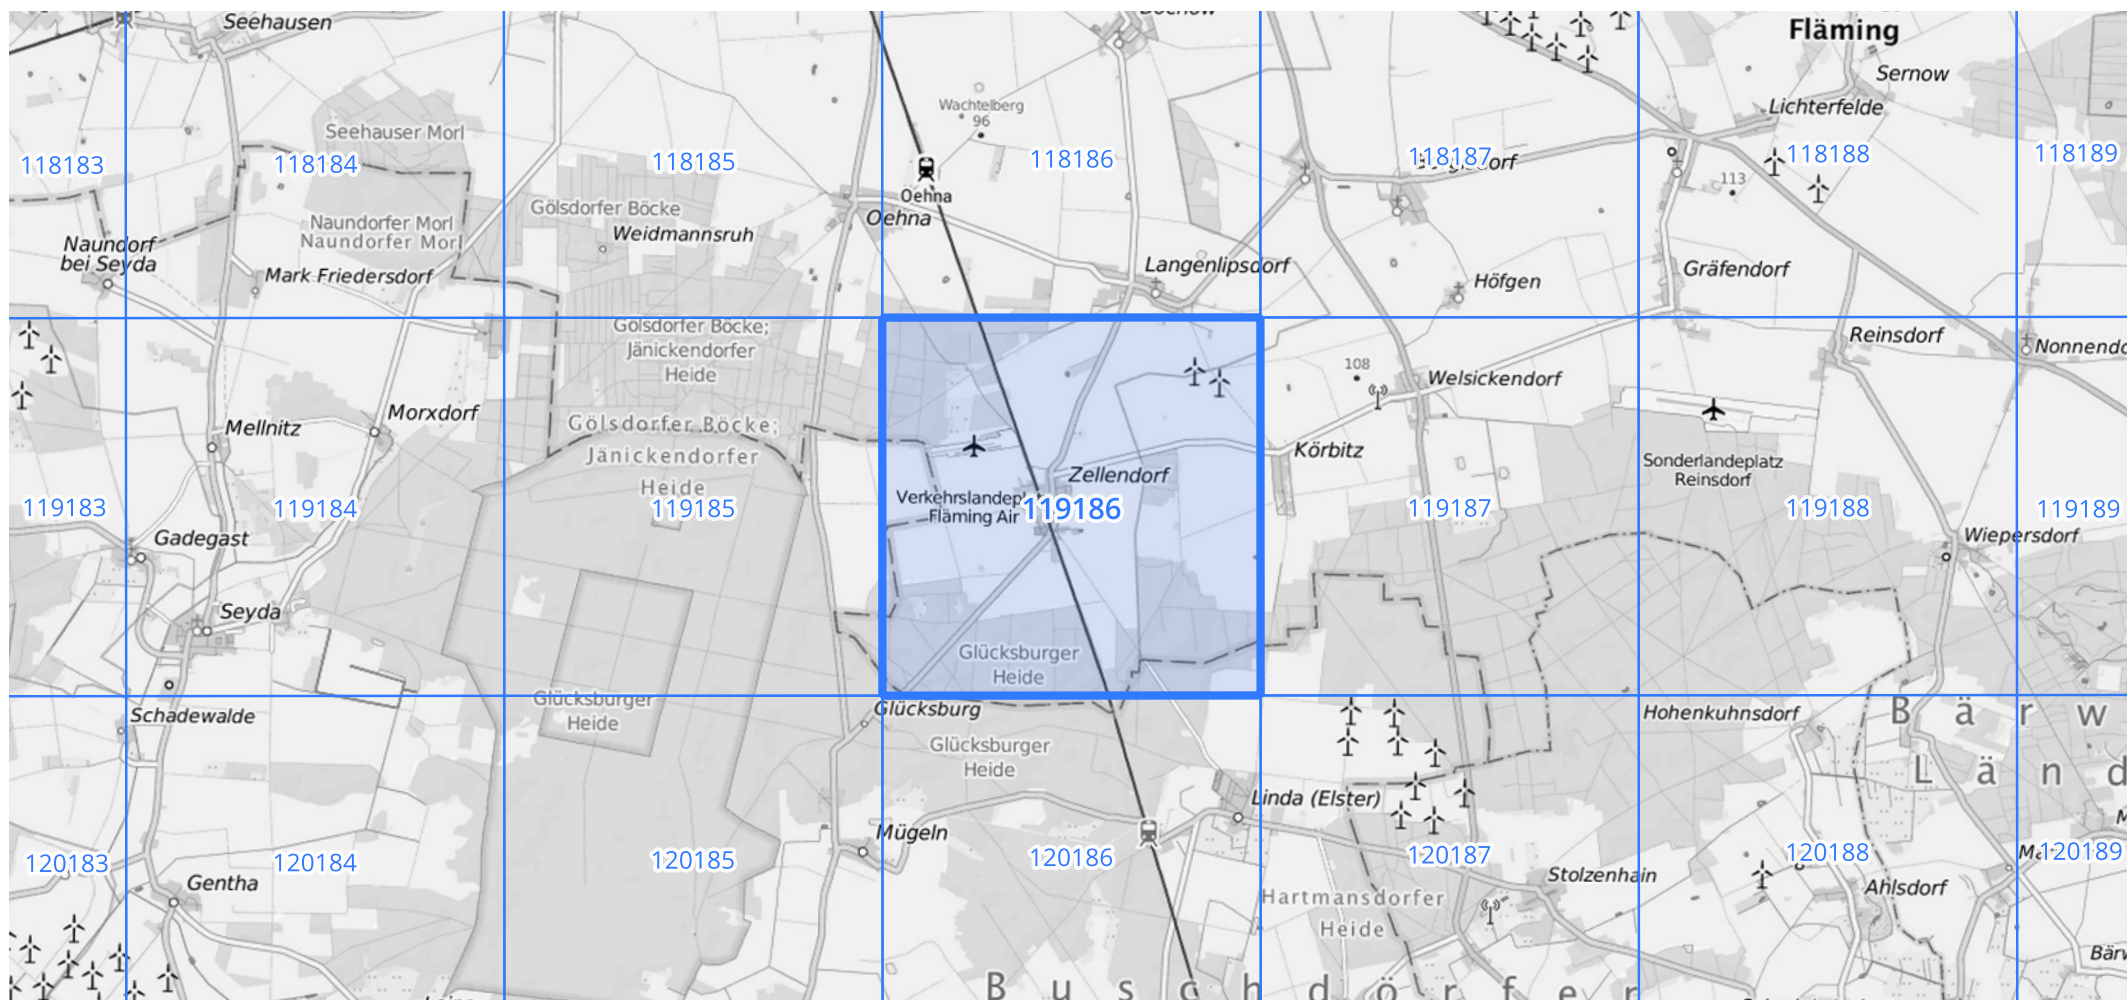 Seehausen
Fläming
Sernow
Wachtelberg
96
Lichterfelde
Seehauser Morl
118183
118184
118185
118186
118187
118188
118189
Oehna
113
Gölsdorfer Böcke
Oehna
Naundorfer Morl
Naundorfer Morl
Weidmannsruh
Naundorf
bei Seyda
Mark Friedersdorf
Langenlipsdorf
Höfgen
Gräfendorf
Gölsdorfer Böcke;
Jänickendorfer
Heide
Reinsdorf
108
Welsickendorf
Morxdorf
Mellnitz
Gölsdorfer Böcke;
Jänickendorfer
Heide
Körbitz
Zellendorf
Sonderlandeplatz
Reinsdorf
Fläming Air
119183
119184
119185
119186
119187
119188
119189
Gadegast
Wiepersdorf
Seyda
Glücksburger
Heide
Glücksburger
Heide
Schadewalde
Glücksburg
Hohenkuhnsdorf
B ä r w
L ä n d
Glücksburger
Heide
Linda (Elster)
Mügeln
120183
120184
120185
120186
120187
120188
120189
Gentha
Stolzenhain
Ahlsdorf
Hartmansdorfer
Heide
B u s c h d ö r f e r